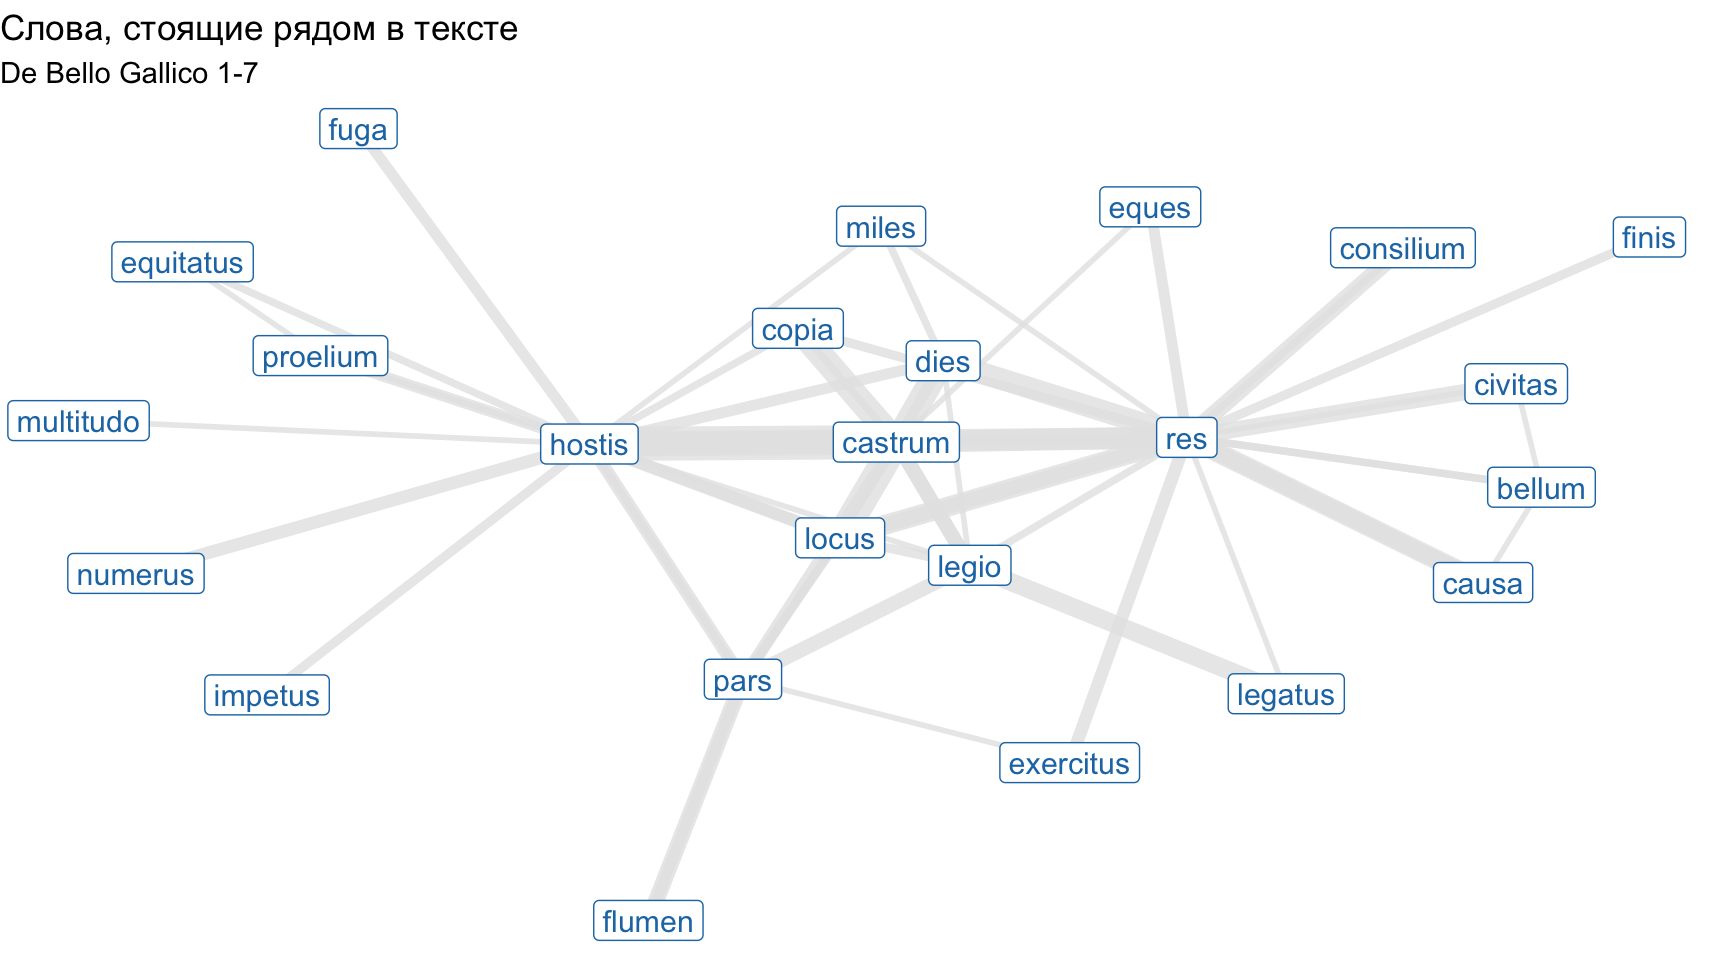 Слова, стоящие рядом в тексте
De Bello Gallico 1-7
fuga
eques
miles
consilium
finis
equitatus
copia
proelium
dies
civitas
multitudo
hostis
castrum
res
bellum
locus
legio
numerus
causa
pars
impetus
legatus
exercitus
flumen